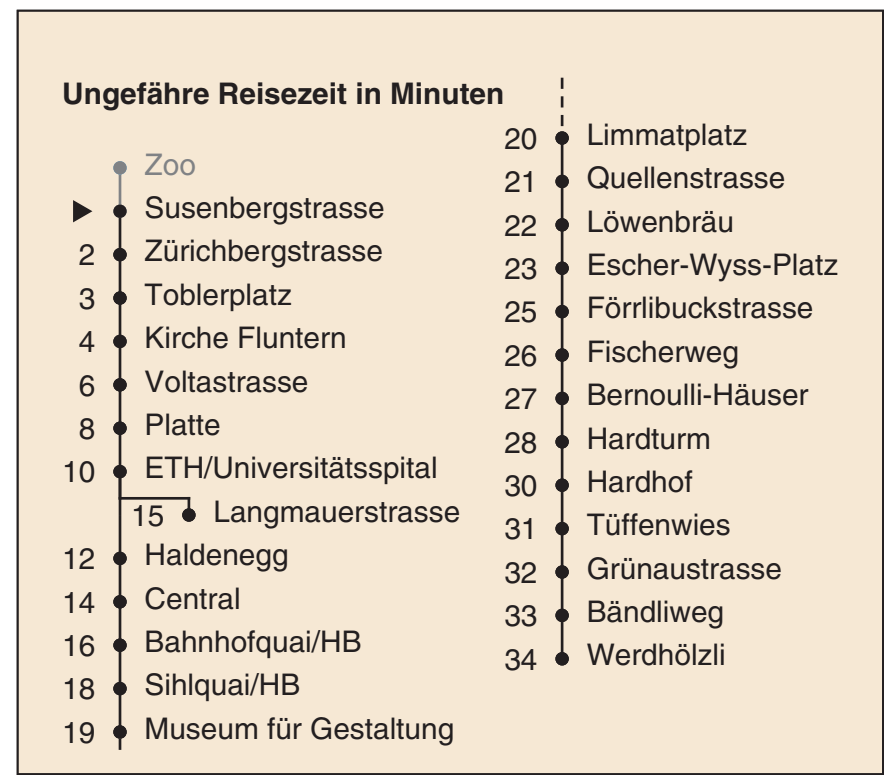 Ungefähre Reisezeit in Minuten
Zoo
Susenbergstrasse
2 Zürichbergstrasse
3 Toblerplatz
4 Kirche Fluntern
6 Voltastrasse
8 Platte
10 ETH/Universitätsspital
15 Langmauerstrasse
12 Haldenegg
14 Central
16 Bahnhofquai/HB
18 Sihlquai/HB
19 Museum für Gestaltung
20 Limmatplatz
21 Quellenstrasse
22 Löwenbräu
23 Escher-Wyss-Platz
25 Förrlibuckstrasse
26 Fischerweg
27 Bernoulli-Häuser
28 Hardturm
30 Hardhof
31 Tüffenwies
32 Grünaustrasse
33 Bändliweg
34 Werdhölzli